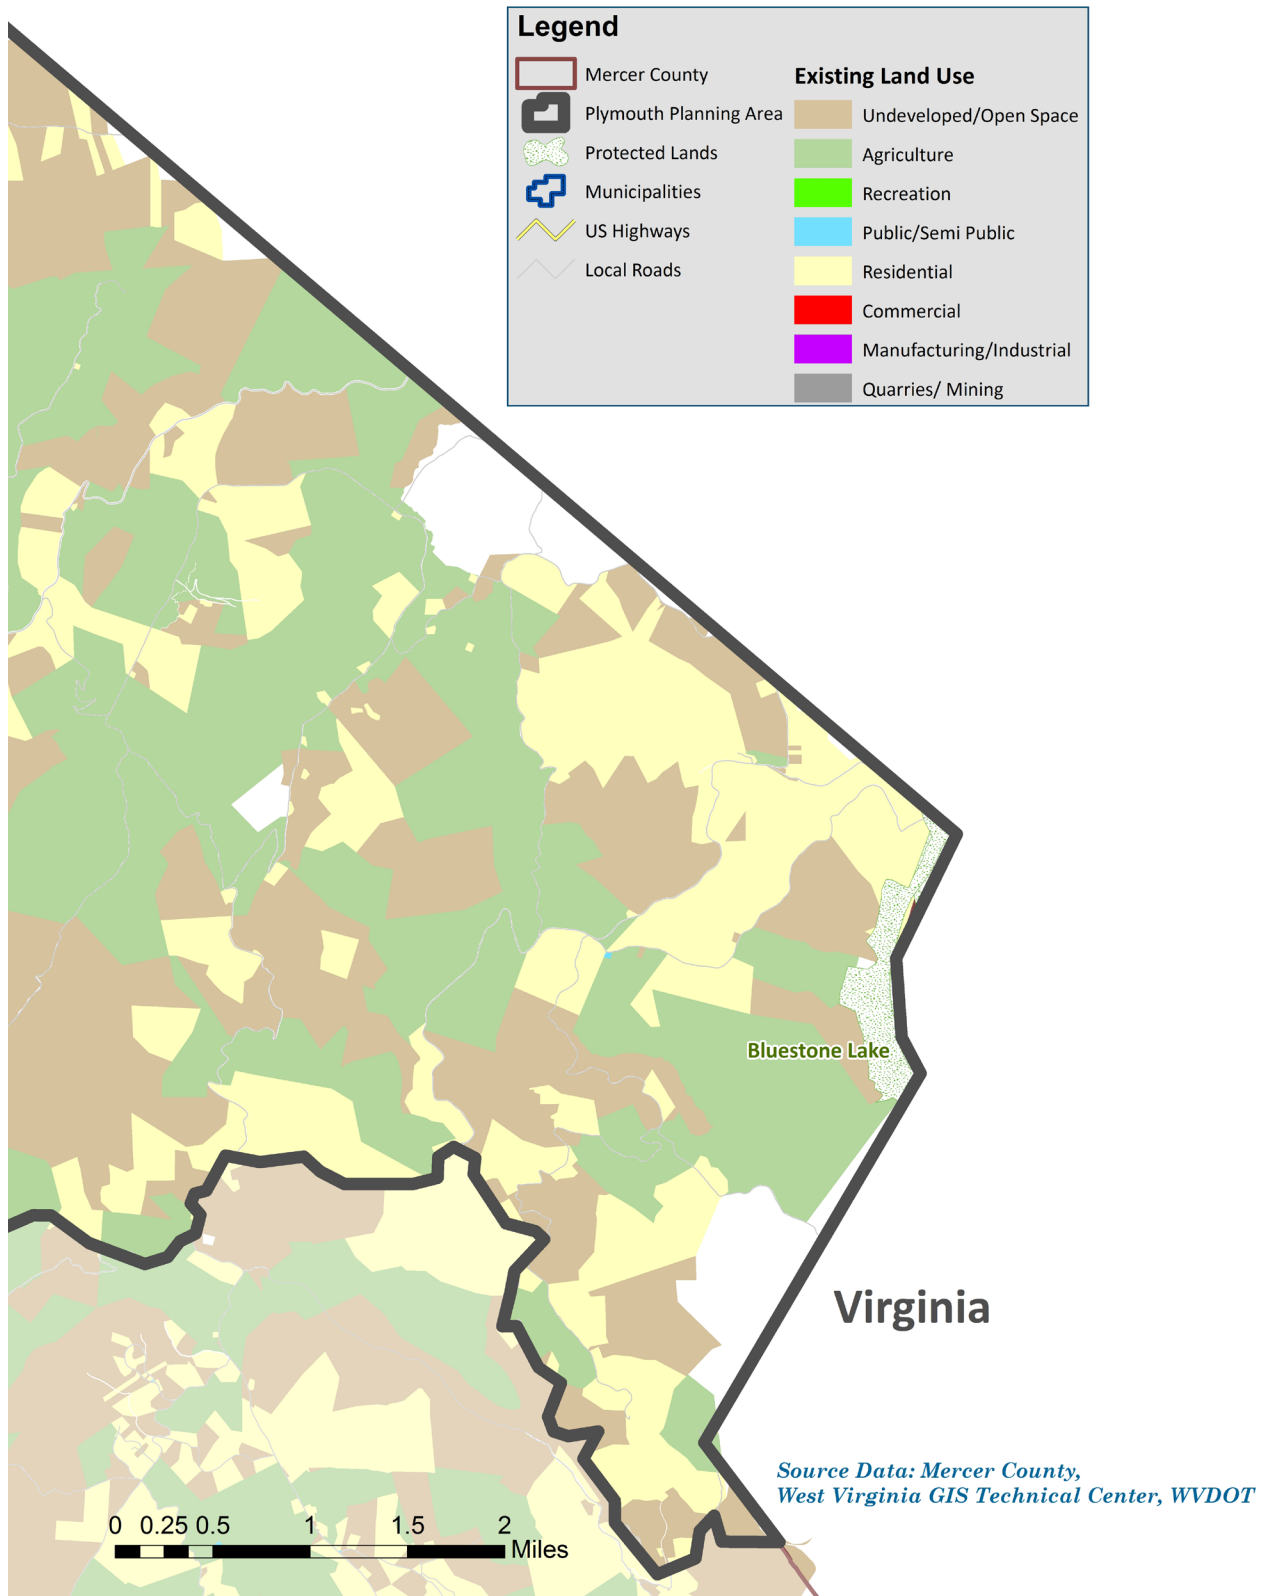 Legend
Mercer County
Plymouth Planning Area
Protected Lands
Municipalities
US Highways
Local Roads
Existing Land Use
Undeveloped/Open Space
Agriculture
Recreation
Public/Semi Public
Residential
Commercial
Manufacturing/Industrial
Quarries/ Mining
Bluestone Lake
Virginia
Source Data: Mercer County,
West Virginia GIS Technical Center, WVDOT
0 0.25 0.5 1 1.5 2
Miles